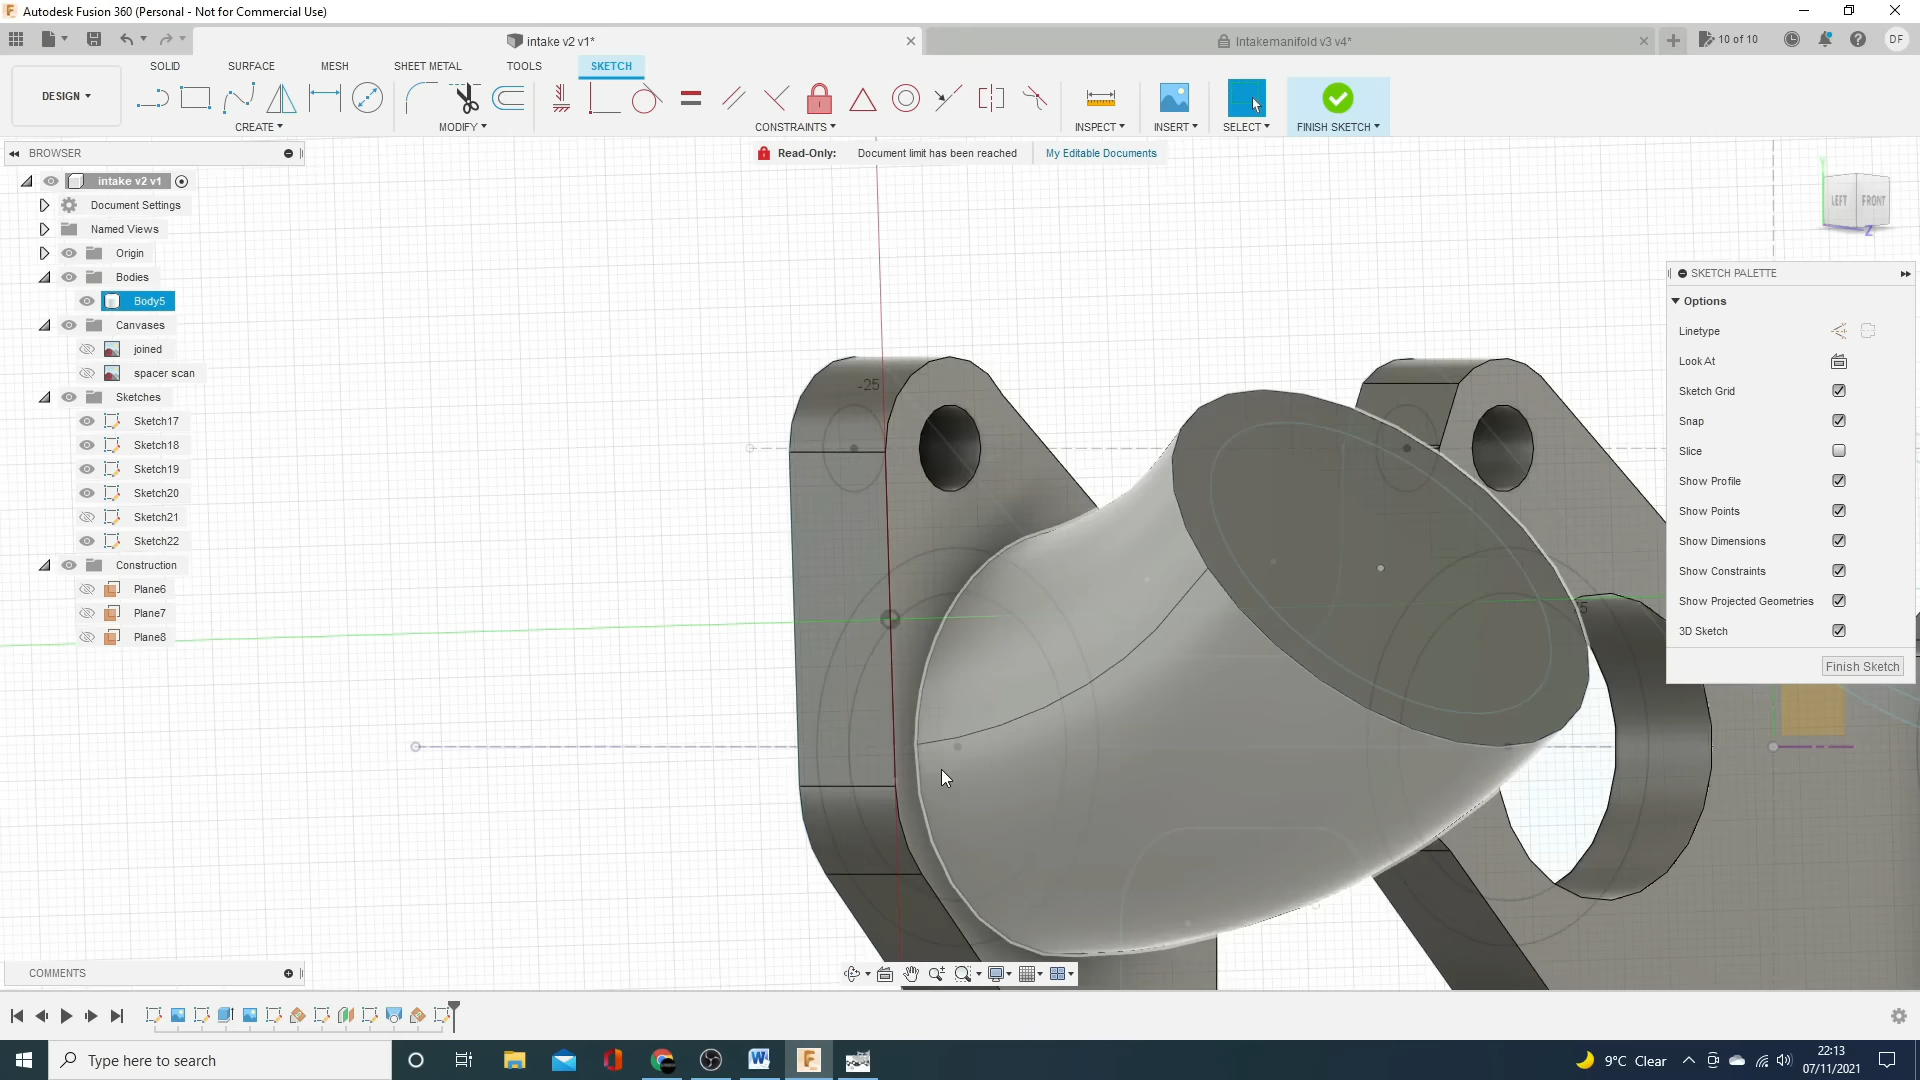 Autodesk Fusion 360 (Personal - Not for Commercial Use)
intake v2 v1*
Intakemanifold v3 v4*
10 of 10
DF
DESIGN
SOLID
SURFACE
MESH
SHEET METAL
TOOLS
SKETCH
CREATE
MODIFY
CONSTRAINTS
INSPECT
INSERT
SELECT
FINISH SKETCH
BROWSER
Read-Only:
Document limit has been reached
My Editable Documents
intake v2 v1
Document Settings
Named Views
Origin
Bodies
Body5
Canvases
joined
spacer scan
Sketches
Sketch17
Sketch18
Sketch19
Sketch20
Sketch21
Sketch22
Construction
Plane6
Plane7
Plane8
-25
LEFT
FRONT
Z
SKETCH PALETTE
Options
Linetype
Look At
Sketch Grid
Snap
Slice
Show Profile
Show Points
Show Dimensions
Show Constraints
Show Projected Geometries
3D Sketch
Finish Sketch
COMMENTS
Type here to search
9°C Clear
22:13
07/11/2021